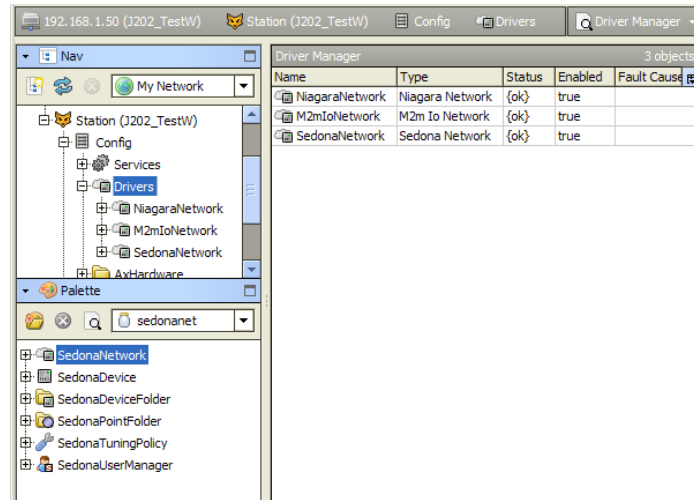 192.168.1.50 (J202_TestW) Station (J202_TestW) Config Drivers Driver Manager
Nav
My Network
Station (J202_TestW)
Config
Services
Drivers
NiagaraNetwork
M2mIoNetwork
SedonaNetwork
AxHardware
Palette
sedonanet
SedonaNetwork
SedonaDevice
SedonaDeviceFolder
SedonaPointFolder
SedonaTuningPolicy
SedonaUserManager
Driver Manager 3 objects
Name Type Status Enabled Fault Cause
NiagaraNetwork Niagara Network {ok} true
M2mIoNetwork M2m Io Network {ok} true
SedonaNetwork Sedona Network {ok} true